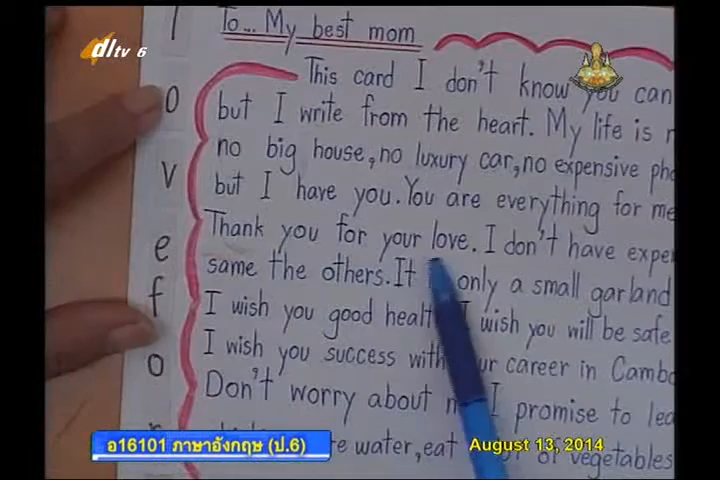 dltv 6
l
o
v
e
f
o
r
To... My best mom
This card I don't know you can
but I write from the heart. My life is
no big house, no luxury car, no expensive
but I have you. You are everything for me
Thank you for your love. I don't have
same the others. It only a small garland
I wish you good I wish you will be safe
I wish you success career in
Don't worry about I promise to
water, eat of vegetables
อ16101 ภาษาอังกฤษ (ป.6)
August 13, 2014